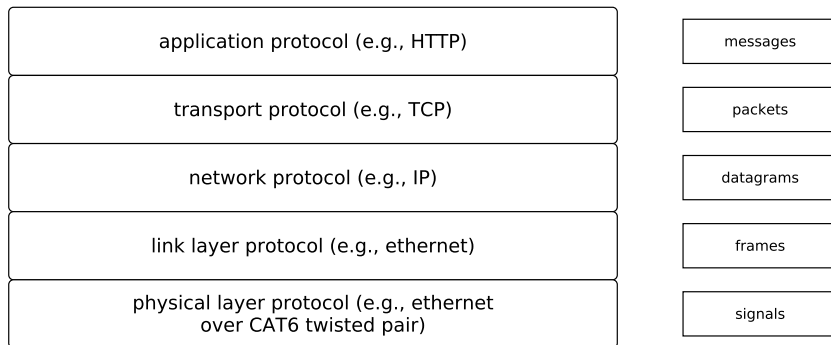 application protocol (e.g., HTTP)
messages
transport protocol (e.g., TCP)
packets
network protocol (e.g., IP)
datagrams
link layer protocol (e.g., ethernet)
frames
physical layer protocol (e.g., ethernet
over CAT6 twisted pair)
signals